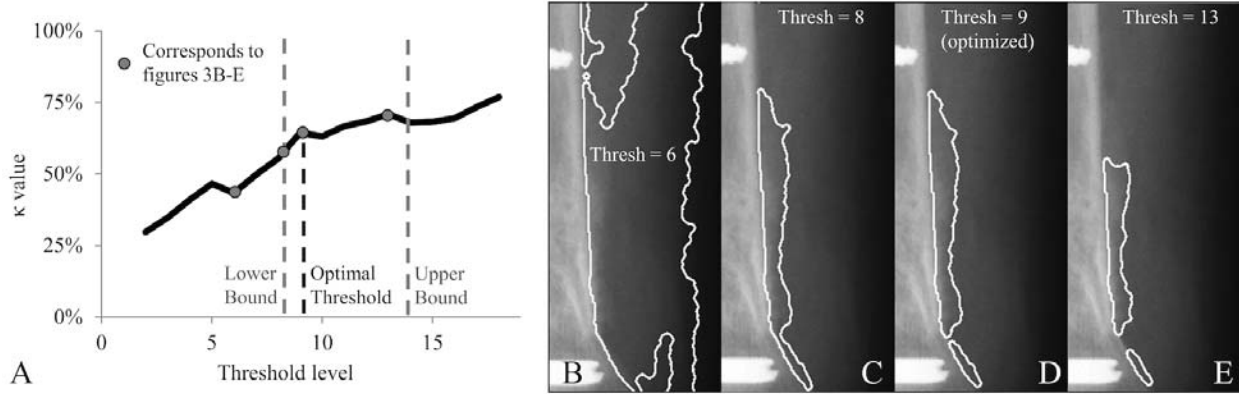 100%
75%
50%
25%
0%
κ value
Corresponds to
figures 3B-E
Lower
Bound
Optimal
Threshold
Upper
Bound
0
5
10
15
Threshold level
A
Thresh = 6
B
Thresh = 8
C
Thresh = 9
(optimized)
D
Thresh = 13
E